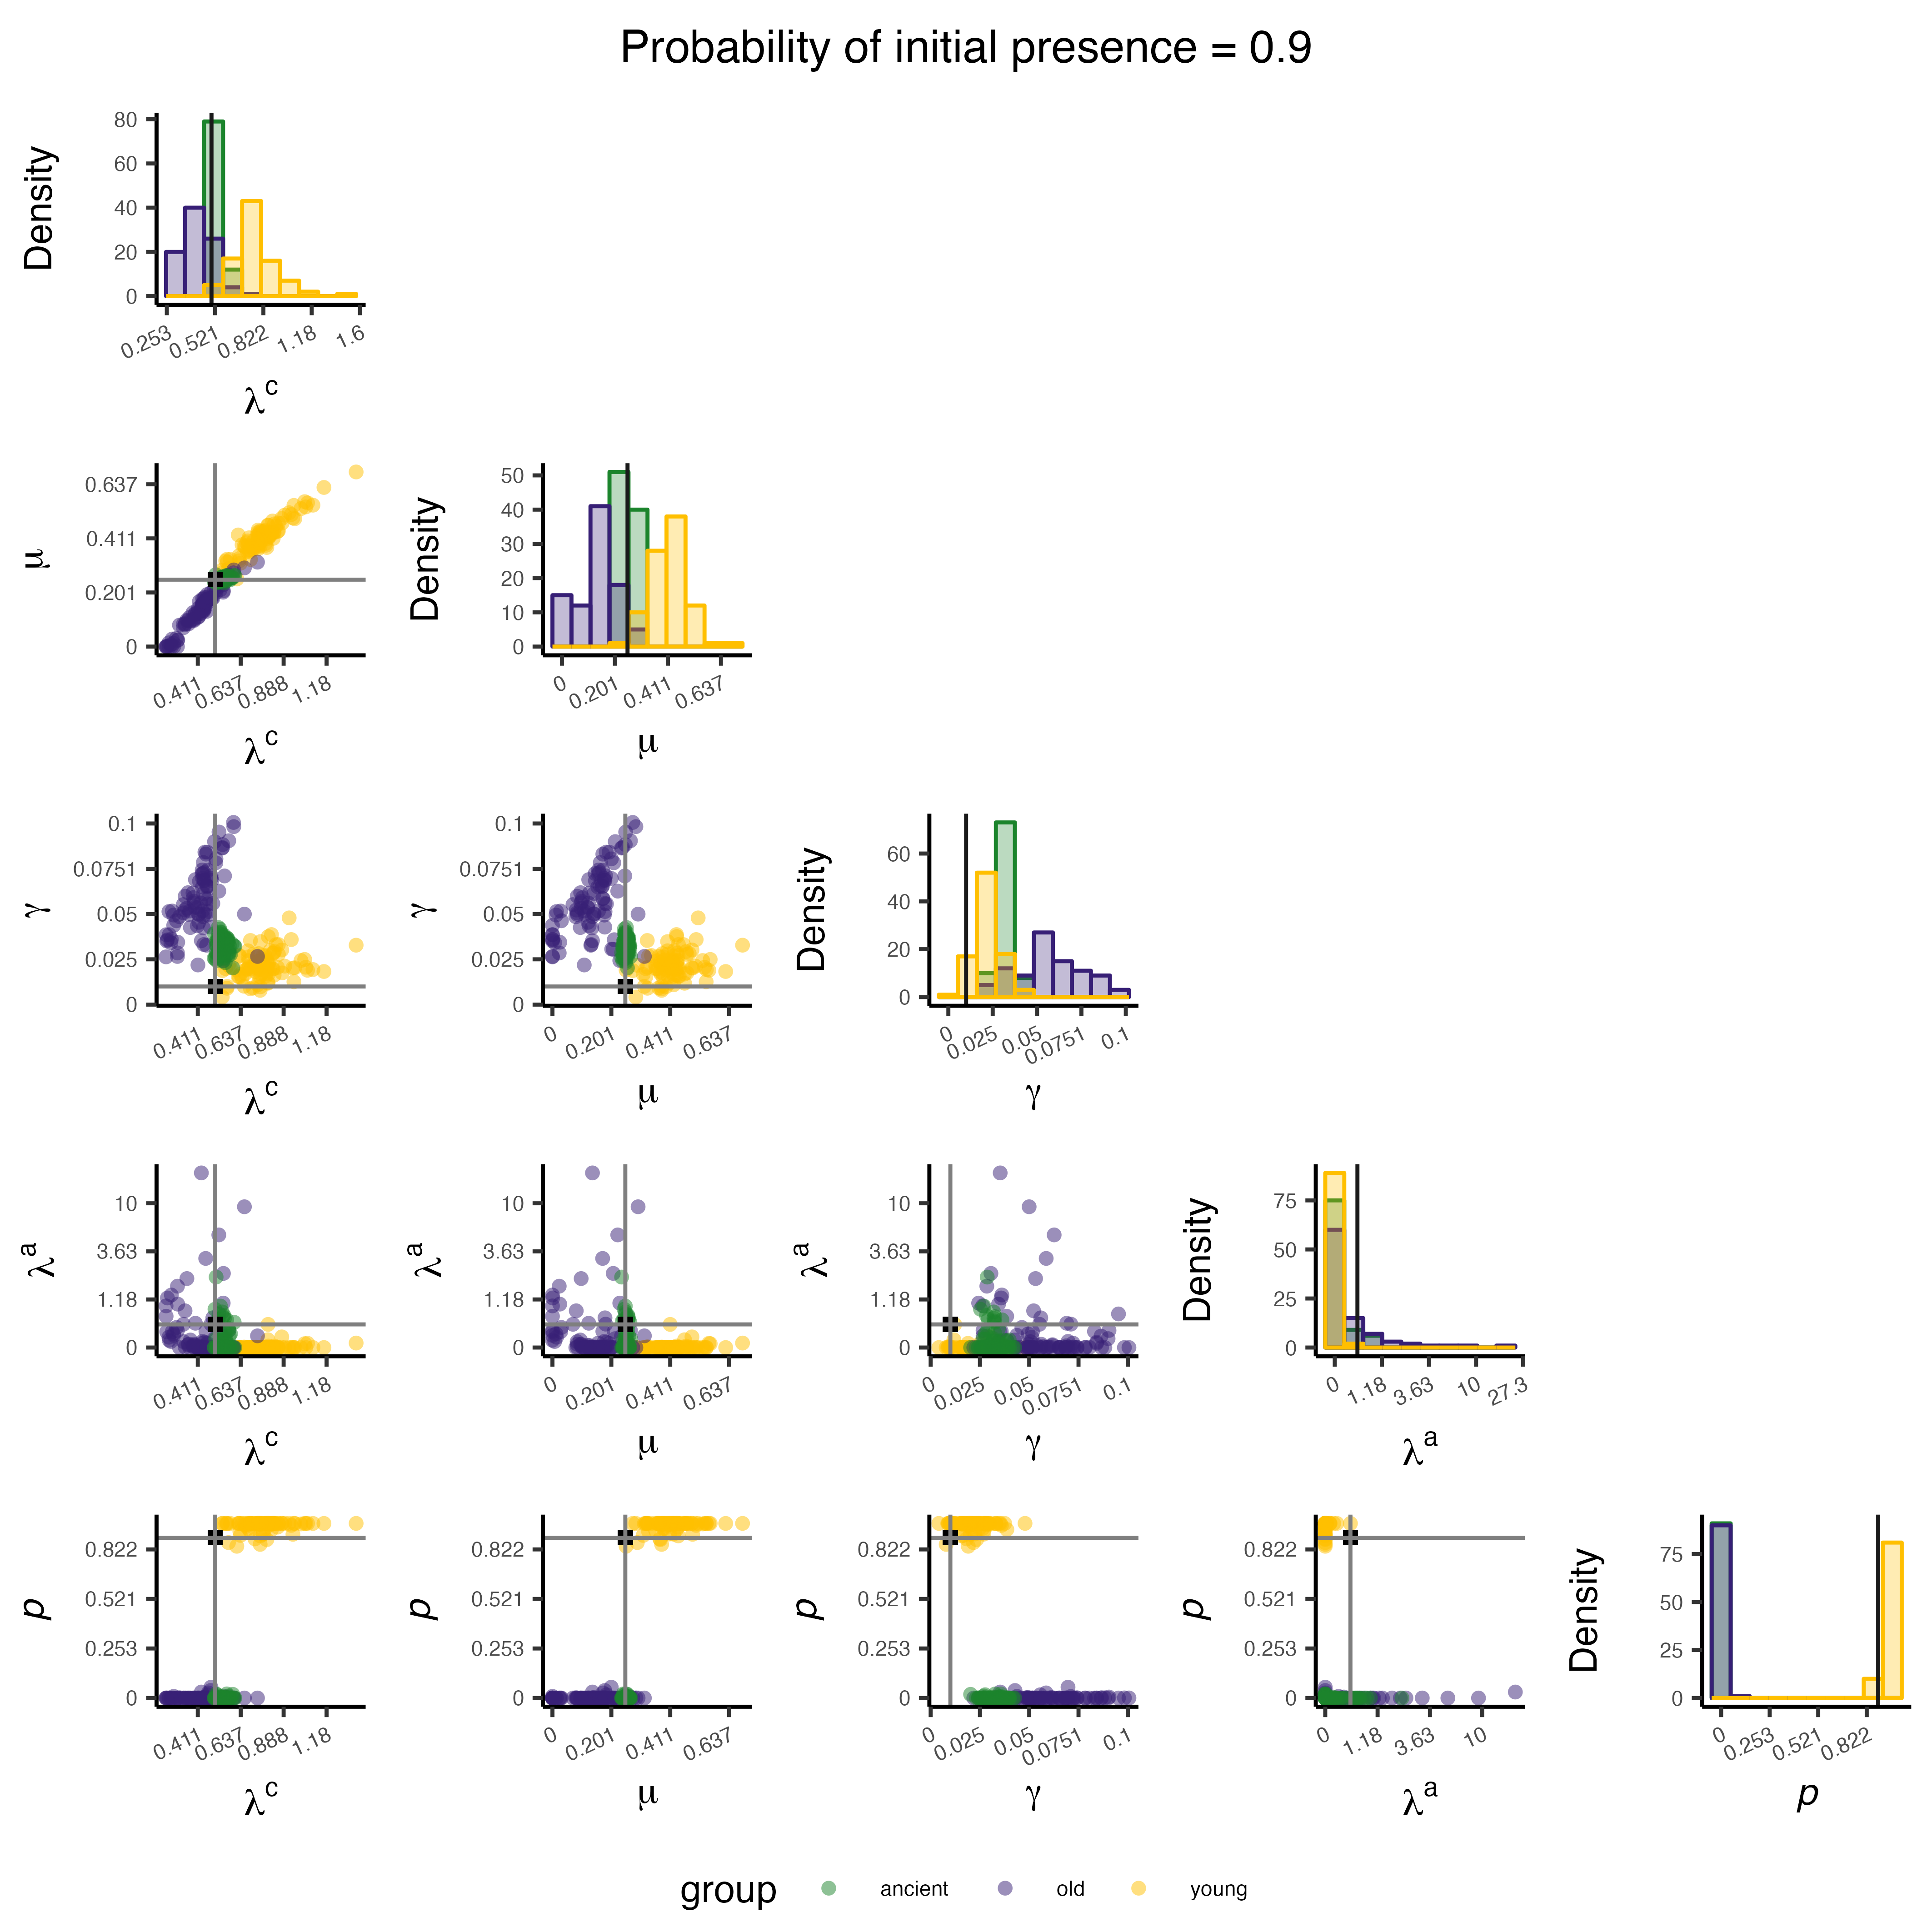 Probability of initial presence = 0.9
Density
80
60
40
20
0
0.253 0.521 0.822 1.18 1.6
λc
μ
0.637
0.411
0.201
0
0.411 0.637 0.888 1.18
λc
Density
50
40
30
20
10
0
0 0.201 0.411 0.637
μ
γ
0.1
0.0751
0.05
0.025
0
0.411 0.637 0.888 1.18
λc
γ
0.1
0.0751
0.05
0.025
0
0 0.201 0.411 0.637
μ
Density
60
40
20
0
0 0.025 0.05 0.0751 0.1
γ
λa
10
3.63
1.18
0
0.411 0.637 0.888 1.18
λc
λa
10
3.63
1.18
0
0 0.201 0.411 0.637
μ
λa
10
3.63
1.18
0
0 0.025 0.05 0.0751 0.1
γ
Density
75
50
25
0
0 1.18 3.63 10 27.3
λa
p
0.822
0.521
0.253
0
0.411 0.637 0.888 1.18
λc
p
0.822
0.521
0.253
0
0 0.201 0.411 0.637
μ
p
0.822
0.521
0.253
0
0 0.025 0.05 0.0751 0.1
γ
p
0.822
0.521
0.253
0
0 1.18 3.63 10
λa
Density
75
50
25
0
0 0.253 0.521 0.822
p
group ancient old young